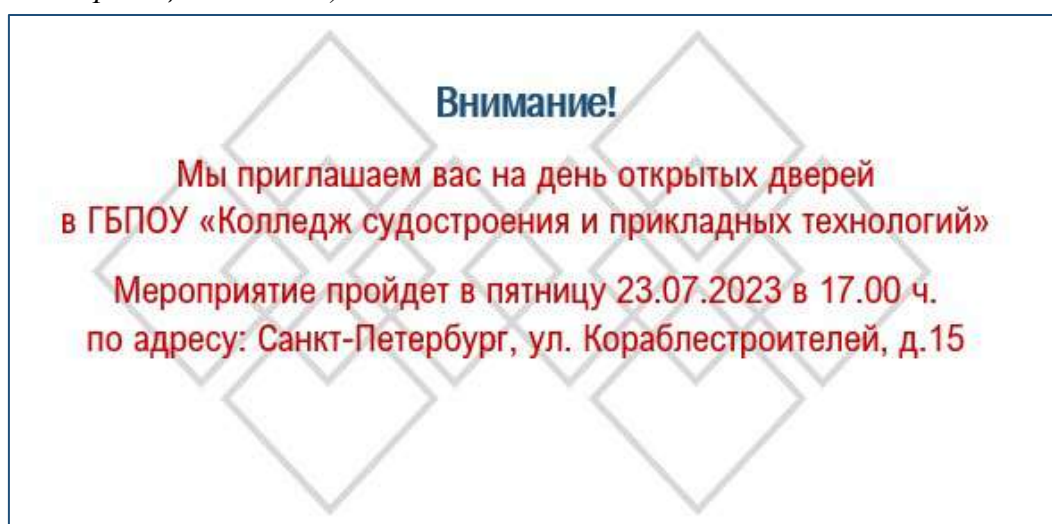 Внимание!
Мы приглашаем вас на день открытых дверей
в ГБПОУ «Колледж судостроения и прикладных технологий»
Мероприятие пройдет в пятницу 23.07.2023 в 17.00 ч.
по адресу: Санкт-Петербург, ул. Кораблестроителей, д.15